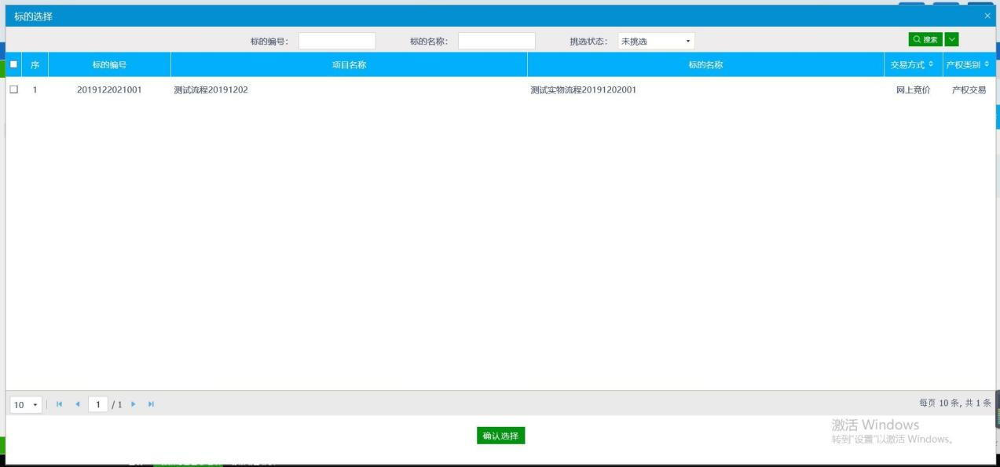 标的选择
标的编号: 标的名称: 挑选状态: 未挑选 搜索
序 标的编号 项目名称 标的名称 交易方式 产权类别
1 2019122021001 测试流程20191202 测试实物流程20191202001 网上竞价 产权交易
10 1 / 1 每页 10 条, 共 1 条
确认选择
激活 Windows
转到"设置"以激活 Windows。